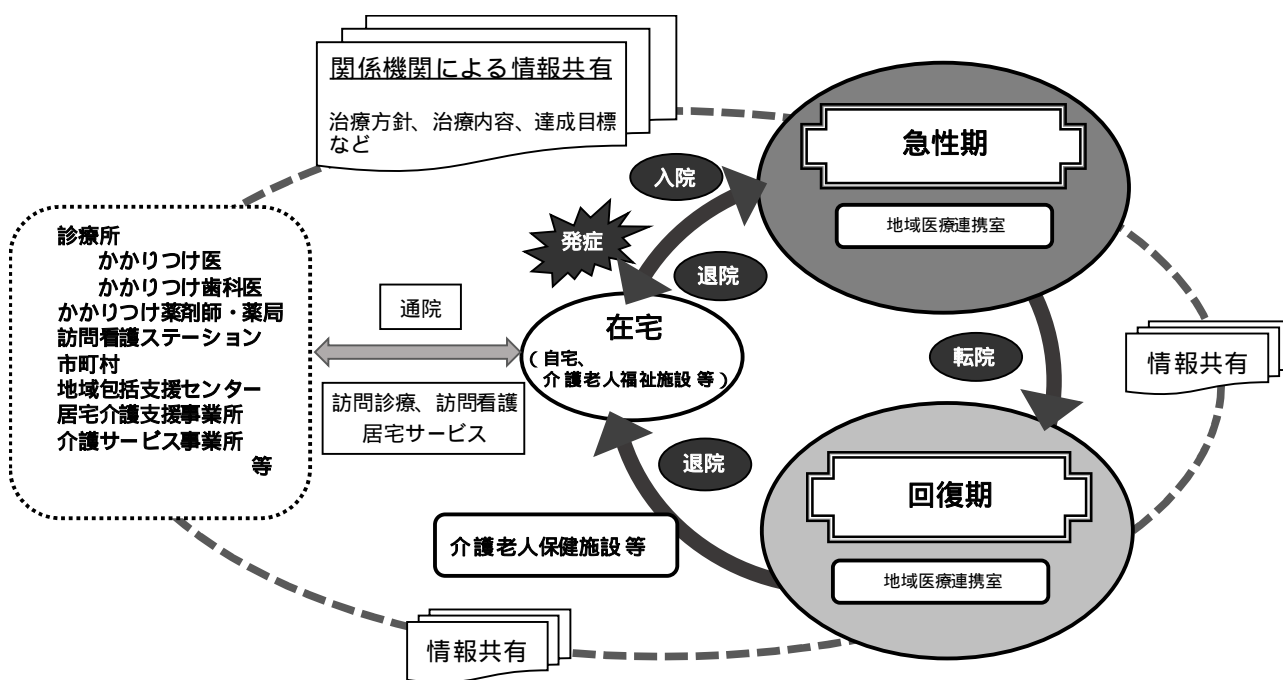 関係機関による情報共有
治療方針、治療内容、達成目標
など
急性期
地域医療連携室
入院
発症
退院
診療所
かかりつけ医
かかりつけ歯科医
かかりつけ薬剤師・薬局
訪問看護ステーション
市町村
地域包括支援センター
居宅介護支援事業所
介護サービス事業所
等
通院
訪問診療、訪問看護
居宅サービス
在宅
（自宅、
介護老人福祉施設等）
転院
情報共有
退院
回復期
地域医療連携室
介護老人保健施設等
情報共有